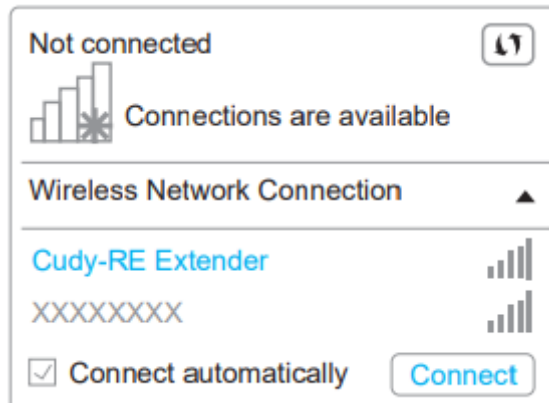 Not connected
Connections are available
Wireless Network Connection
Cudy-RE Extender
XXXXXXXX
Connect automatically
Connect